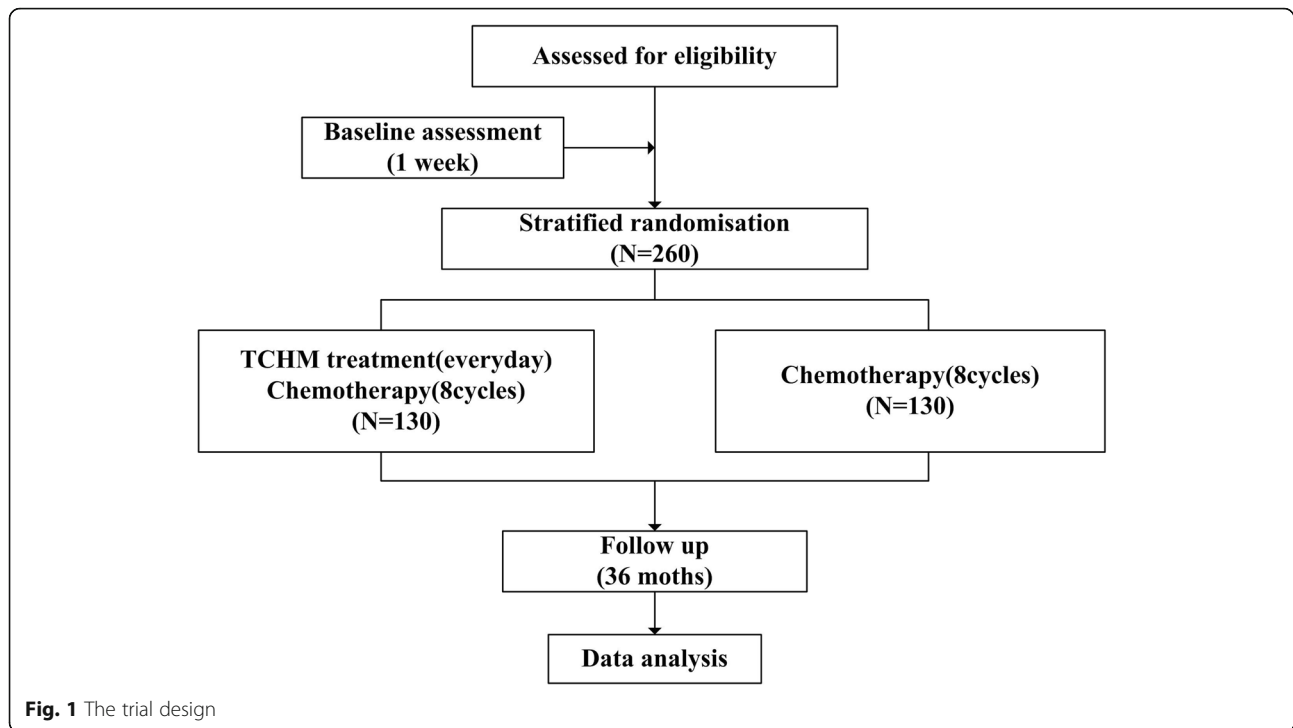 Assessed for eligibility
Baseline assessment
(1 week)
Stratified randomisation
(N=260)
TCHM treatment(everyday)
Chemotherapy(8cycles)
(N=130)
Chemotherapy(8cycles)
(N=130)
Follow up
(36 moths)
Data analysis
Fig. 1 The trial design